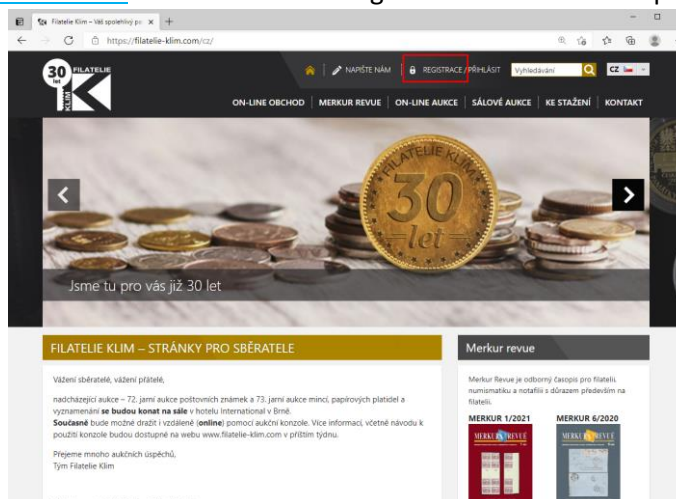 Filatelie Klim – Váš spolehlivý pa
https://filatelie-klim.com/cz/
30 let FILATELIE KLIM
NAPIŠTE NÁM
REGISTRACE / PŘIHLÁSIT
Vyhledávání
CZ
ON-LINE OBCHOD MERKUR REVUE ON-LINE AUKCE SÁLOVÉ AUKCE KE STAŽENÍ KONTAKT
FILATELIE KLIM
30
let
Jsme tu pro vás již 30 let
FILATELIE KLIM – STRÁNKY PRO SBĚRATELE
Vážení sběratelé, vážení přátelé,
nadcházející aukce – 72. jarní aukce poštovních známek a 73. jarní aukce mincí, papírových platidel a
vyznamenání se budou konat na sále v hotelu International v Brně.
Současně bude možné dražit i vzdáleně (online) pomocí aukční konzole. Více informací, včetně návodu k
použití konzole budou dostupné na webu www.filatelie-klim.com v příštím týdnu.
Přejeme mnoho aukčních úspěchů,
Tým Filatelie Klim
Merkur revue
Merkur Revue je odborný časopis pro filatelii,
numismatiku a notafilii s důrazem především na
filatelii.
MERKUR 1/2021 MERKUR 6/2020
MERKUR REVUE MERKUR REVUE